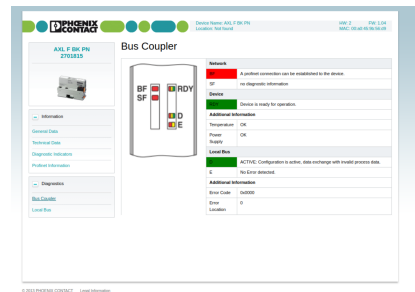 PHOENIX CONTACT
Device Name: AXL F BK PN
Location: Not found
HW: 2 FW: 1.04
AXL F BK PN
2701815
Bus Coupler
Information
General Data
Technical Data
Diagnostic Indicators
Profinet Information
Diagnostics
Bus Coupler
Local Bus
BF RDY
SF
D
E
Network
BF A profinet connection can be established to the device.
SF no diagnostic information
Device
RDY Device is ready for operation.
Additional Information
Temperature OK
Power Supply OK
Local Bus
D ACTIVE: Configuration is active, data exchange with invalid process data.
E No Error detected.
Additional Information
Error Code 0x0000
Error Location 0
© 2013 PHOENIX CONTACT Legal Information